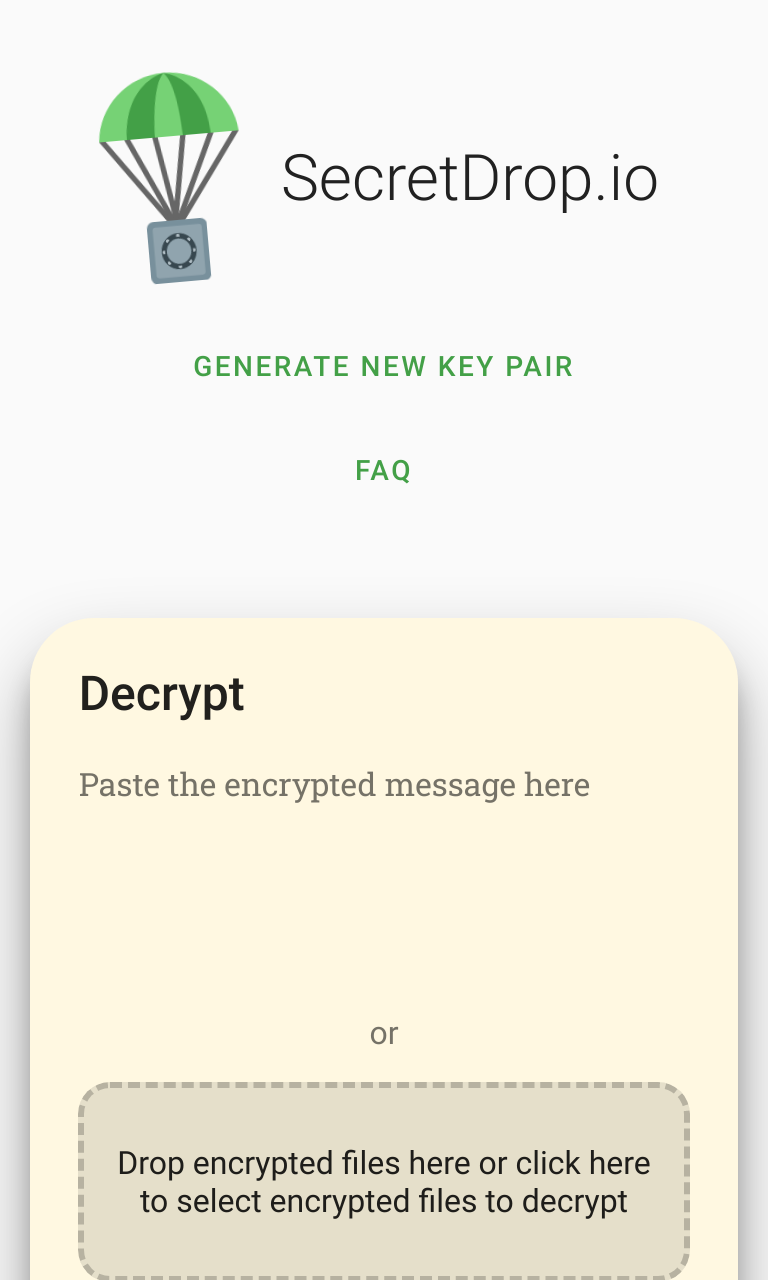 SecretDrop.io
GENERATE NEW KEY PAIR
FAQ
Decrypt
Paste the encrypted message here
or
Drop encrypted files here or click here
to select encrypted files to decrypt